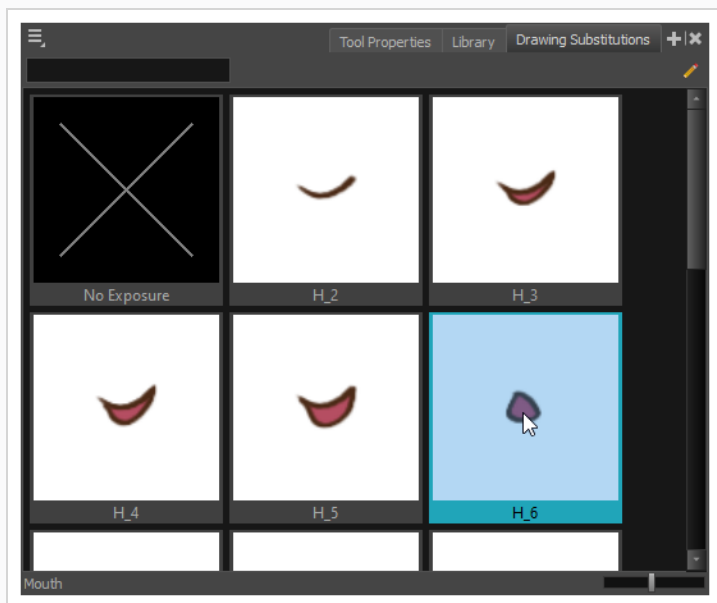 Tool Properties Library Drawing Substitutions
No Exposure H_2 H_3
H_4 H_5 H_6
Mouth